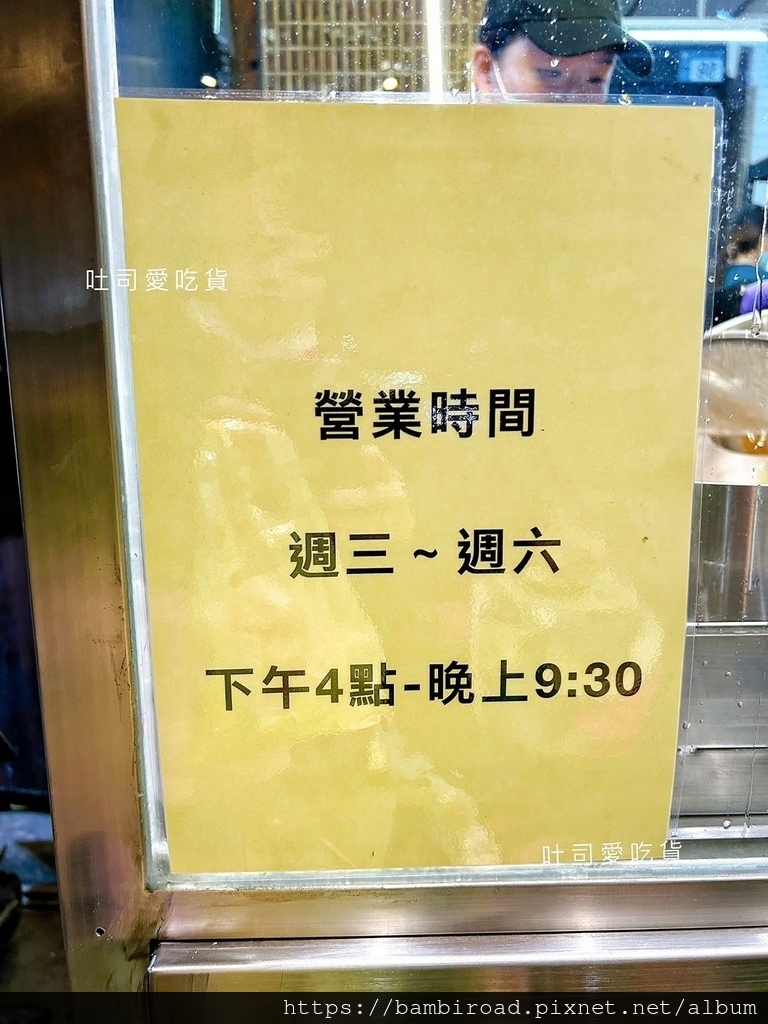 吐司愛吃貨
營業時間
週三~週六
下午4點-晚上9:30
吐司愛吃貨
https://bambiroad.pixnet.net/album